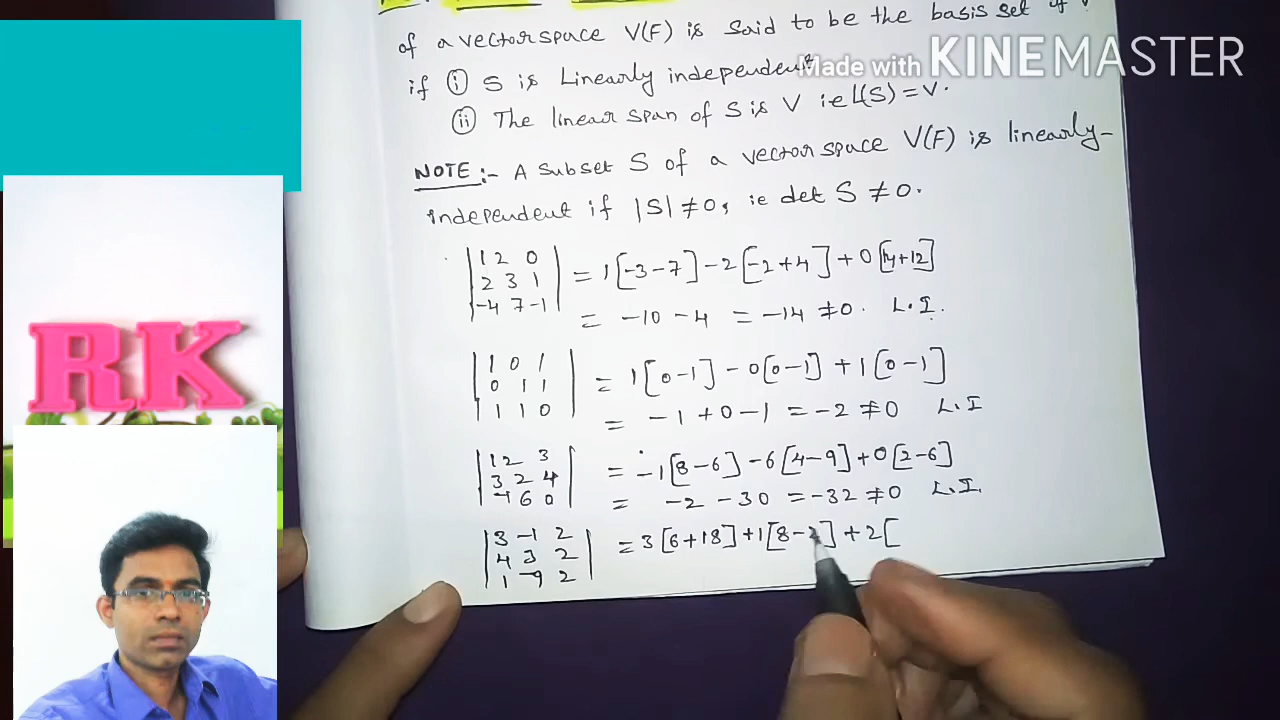 of a vector space V(F) is said to be the basis set of V
Made with KINEMASTER
if (i) S is Linearly independent
(ii) The linear span of S is V ie L(S) = V.
NOTE :- A subset S of a vector space V(F) is linearly-
independent if |S| ≠ 0, ie det S ≠ 0.
|1 2 0| = 1[-3-7] -2[-2+4] +0[14+12]
|2 3 1|
|-4 7 -1|
= -10 -4 = -14 ≠ 0. L.I.
|1 0 1| = 1[0-1] - 0[0-1] + 1[0-1]
|0 1 1|
|1 1 0|
= -1 + 0 - 1 = -2 ≠ 0 L.I
|1 2 3| = -1[8-6] -6[4-9] +0[2-6]
|3 2 4|
|-1 6 0|
= -2 -30 = -32 ≠ 0 L.I.
|3 -1 2| = 3[6+18] +1[8-2] +2[
|4 3 2|
|1 -9 2|
RK